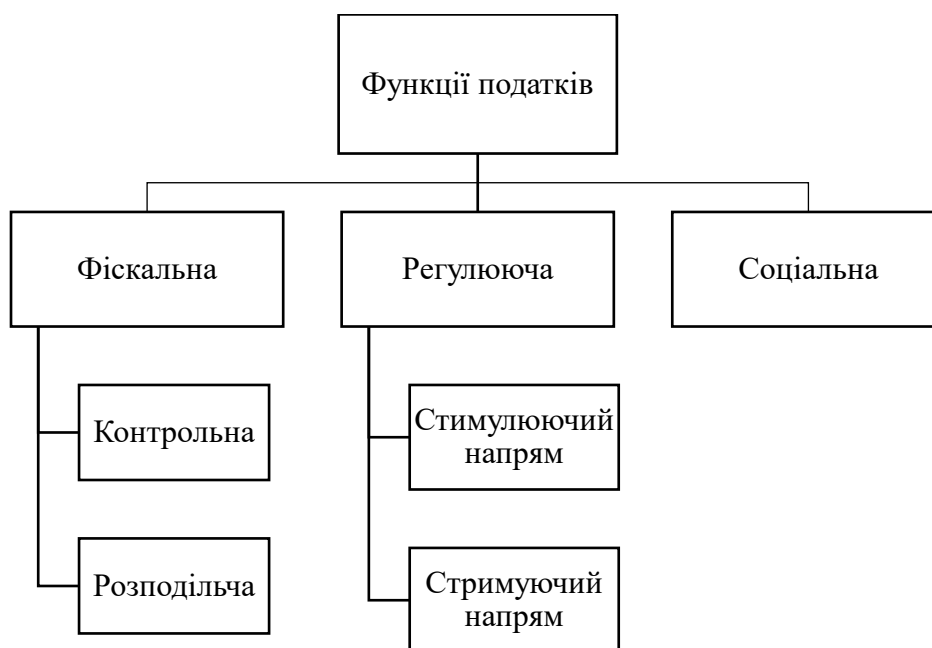 Функції податків
Фіскальна
Регулююча
Соціальна
Контрольна
Стимулюючий
напрям
Розподільча
Стримуючий
напрям